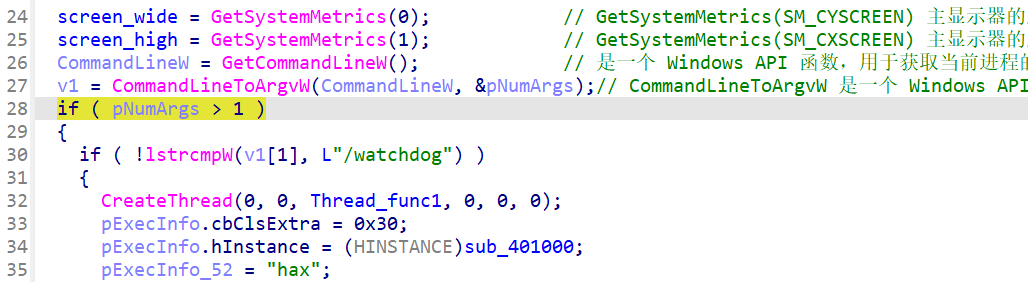 24 screen_wide = GetSystemMetrics(0); // GetSystemMetrics(SM_CYSCREEN) 主显示器的
25 screen_high = GetSystemMetrics(1); // GetSystemMetrics(SM_CXSCREEN) 主显示器的
26 CommandLineW = GetCommandLineW(); // 是一个 Windows API 函数，用于获取当前进程的
27 v1 = CommandLineToArgvW(CommandLineW, &pNumArgs);// CommandLineToArgvW 是一个 Windows API
28 if ( pNumArgs > 1 )
29 {
30 if ( !lstrcmpW(v1[1], L"/watchdog") )
31 {
32 CreateThread(0, 0, Thread_func1, 0, 0, 0);
33 pExecInfo.cbClsExtra = 0x30;
34 pExecInfo.hInstance = (HINSTANCE)sub_401000;
35 pExecInfo_52 = "hax";